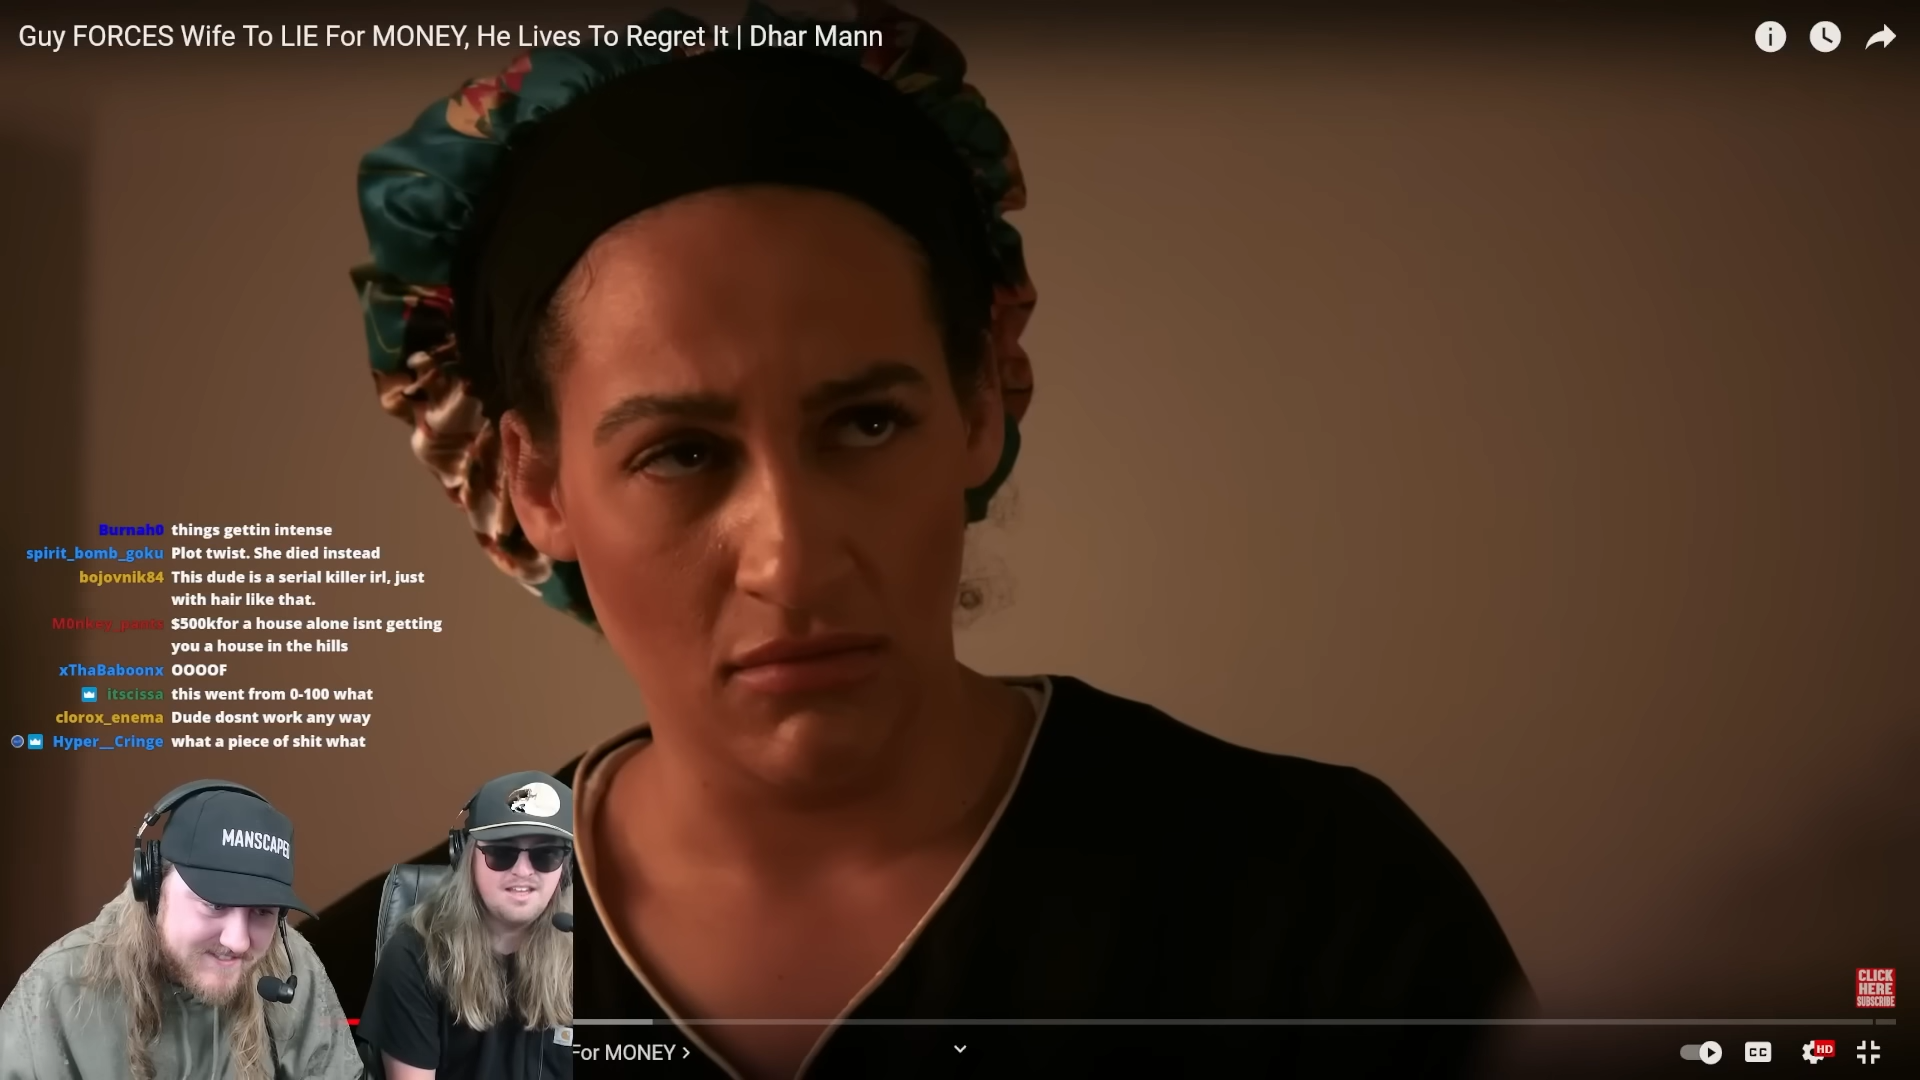 Guy FORCES Wife To LIE For MONEY, He Lives To Regret It | Dhar Mann
Burnah0 things gettin intense
spirit_bomb_goku Plot twist. She died instead
bojovnik84 This dude is a serial killer irl, just
with hair like that.
M0nkey_pants $500kfor a house alone isnt getting
you a house in the hills
xThaBaboonx OOOOF
itscissa this went from 0-100 what
clorox_enema Dude dosnt work any way
Hyper__Cringe what a piece of shit what
MANSCAPED
CLICK
HERE
SUBSCRIBE
For MONEY >
CC
HD